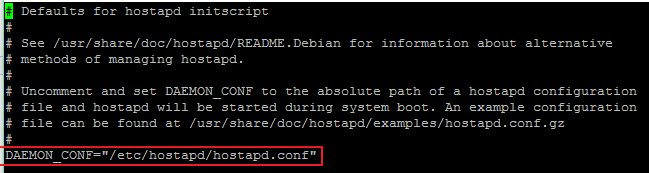 # Defaults for hostapd initscript
#
# See /usr/share/doc/hostapd/README.Debian for information about alternative
# methods of managing hostapd.
#
# Uncomment and set DAEMON_CONF to the absolute path of a hostapd configuration
# file and hostapd will be started during system boot. An example configuration
# file can be found at /usr/share/doc/hostapd/examples/hostapd.conf.gz
#
DAEMON_CONF="/etc/hostapd/hostapd.conf"